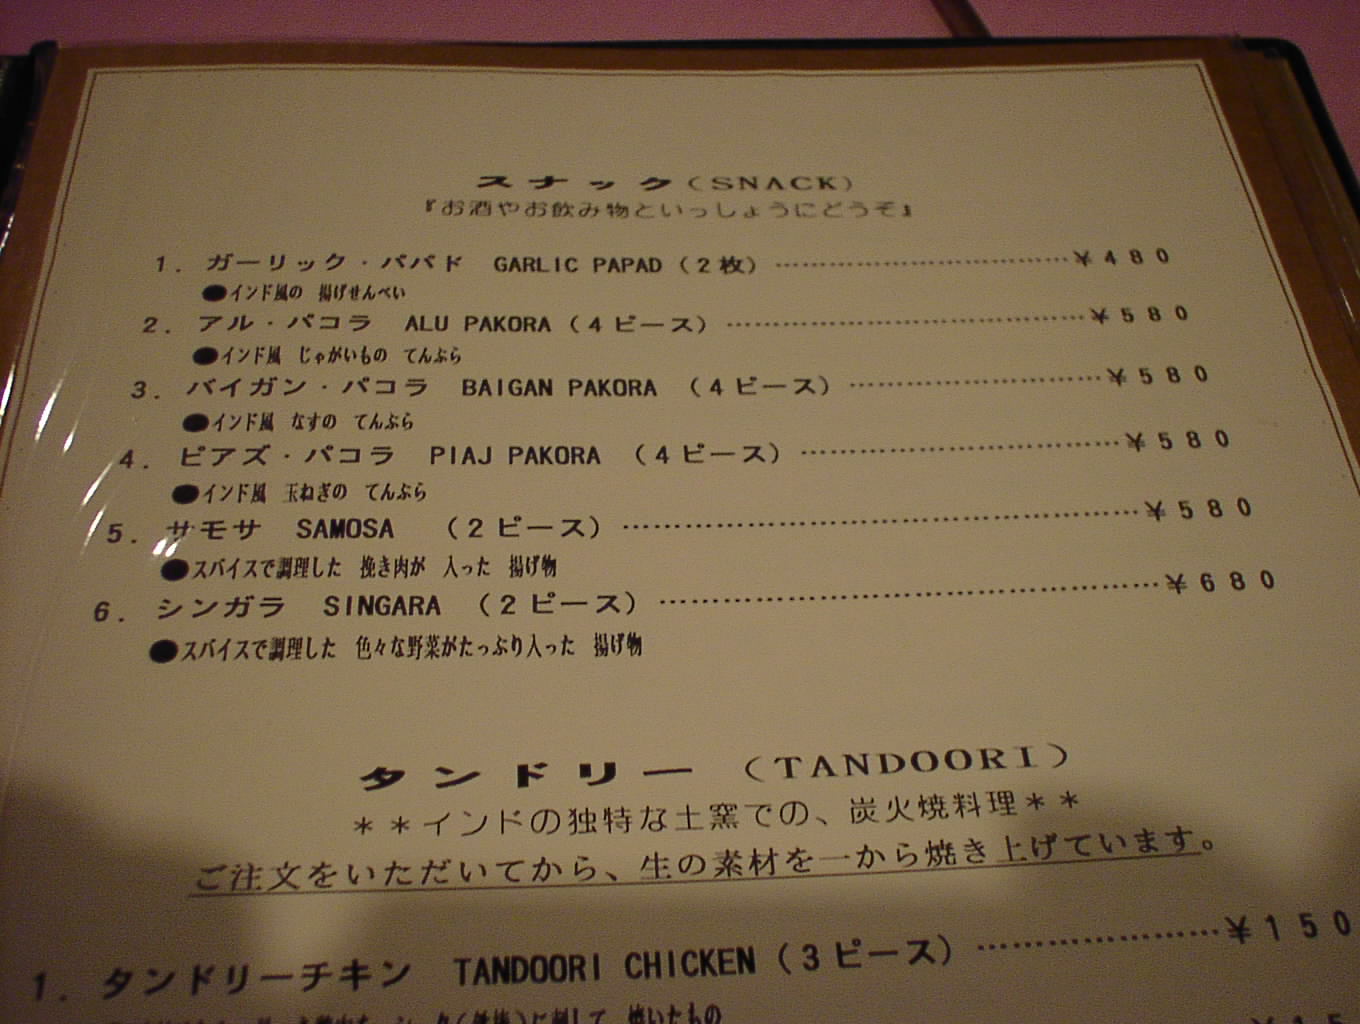 スナック(SNACK)
『お酒やお飲み物といっしょうにどうぞ』
1. ガーリック・パパド GARLIC PAPAD (2枚) ……………………………¥480
●インド風の 揚げせんべい
2. アル・パコラ ALU PAKORA (4ピース) ……………………………………¥580
●インド風 じゃがいもの てんぷら
3. バイガン・パコラ BAIGAN PAKORA (4ピース) …………………………¥580
●インド風 なすの てんぷら
4. ピアズ・パコラ PIAJ PAKORA (4ピース) ………………………………¥580
●インド風 玉ねぎの てんぷら
5. サモサ SAMOSA (2ピース) ……………………………………………………¥580
●スパイスで調理した 挽き肉が 入った 揚げ物
6. シンガラ SINGARA (2ピース) …………………………………………………¥680
●スパイスで調理した 色々な野菜がたっぷり入った 揚げ物
タンドリー (TANDOORI)
**インドの独特な土窯での、炭火焼料理**
ご注文をいただいてから、生の素材を一から焼き上げています。
1. タンドリーチキン TANDOORI CHICKEN (3ピース) …………………¥150
に刺して 焼いたもの